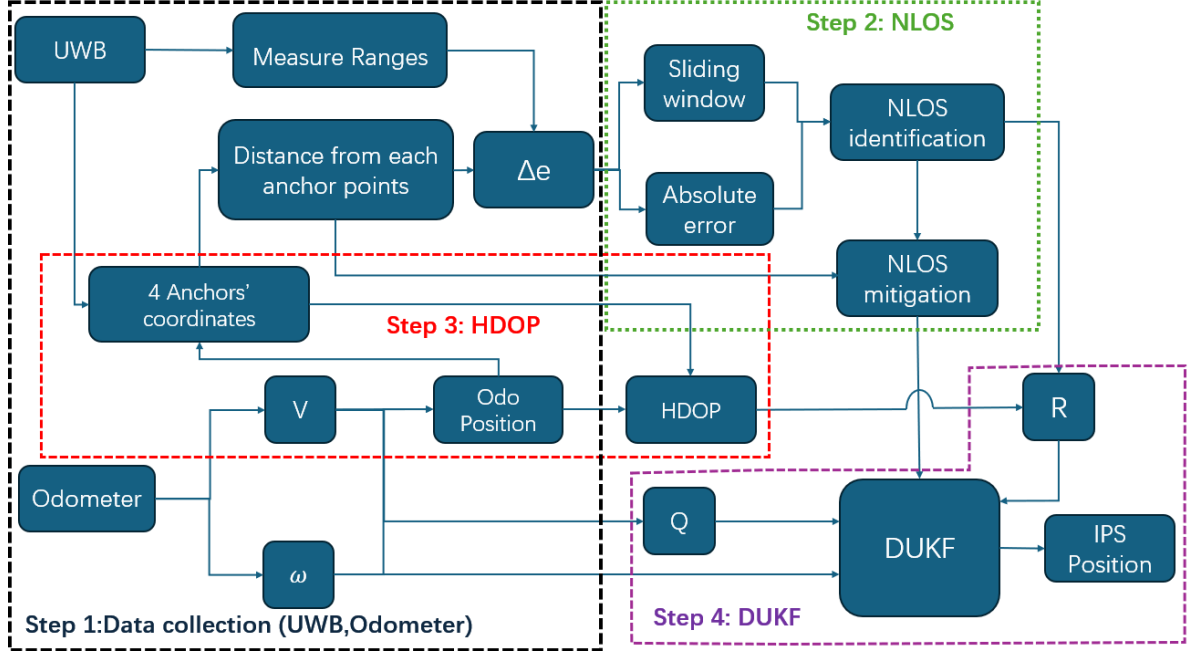 UWB
Measure Ranges
Step 2: NLOS
Sliding
window
NLOS
identification
Distance from each
anchor points
Δe
Absolute
error
NLOS
mitigation
4 Anchors’
coordinates
Step 3: HDOP
V
Odo
Position
HDOP
R
Odometer
Q
DUKF
IPS
Position
ω
Step 1:Data collection (UWB,Odometer)
Step 4: DUKF